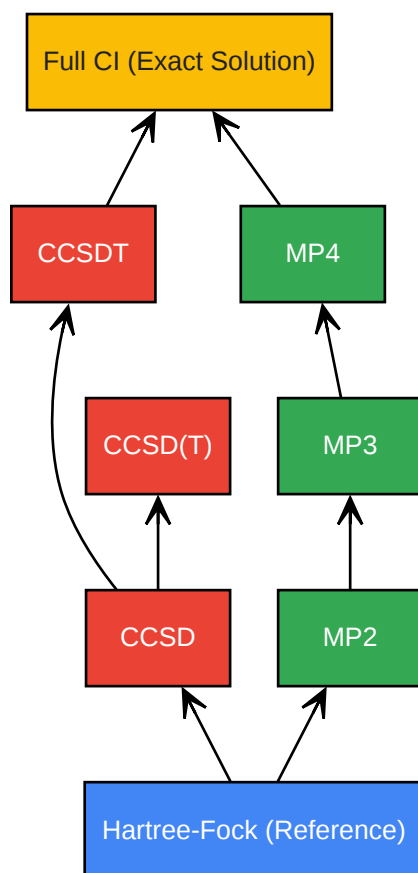 Full CI (Exact Solution)
CCSDT
MP4
CCSD(T)
MP3
CCSD
MP2
Hartree-Fock (Reference)